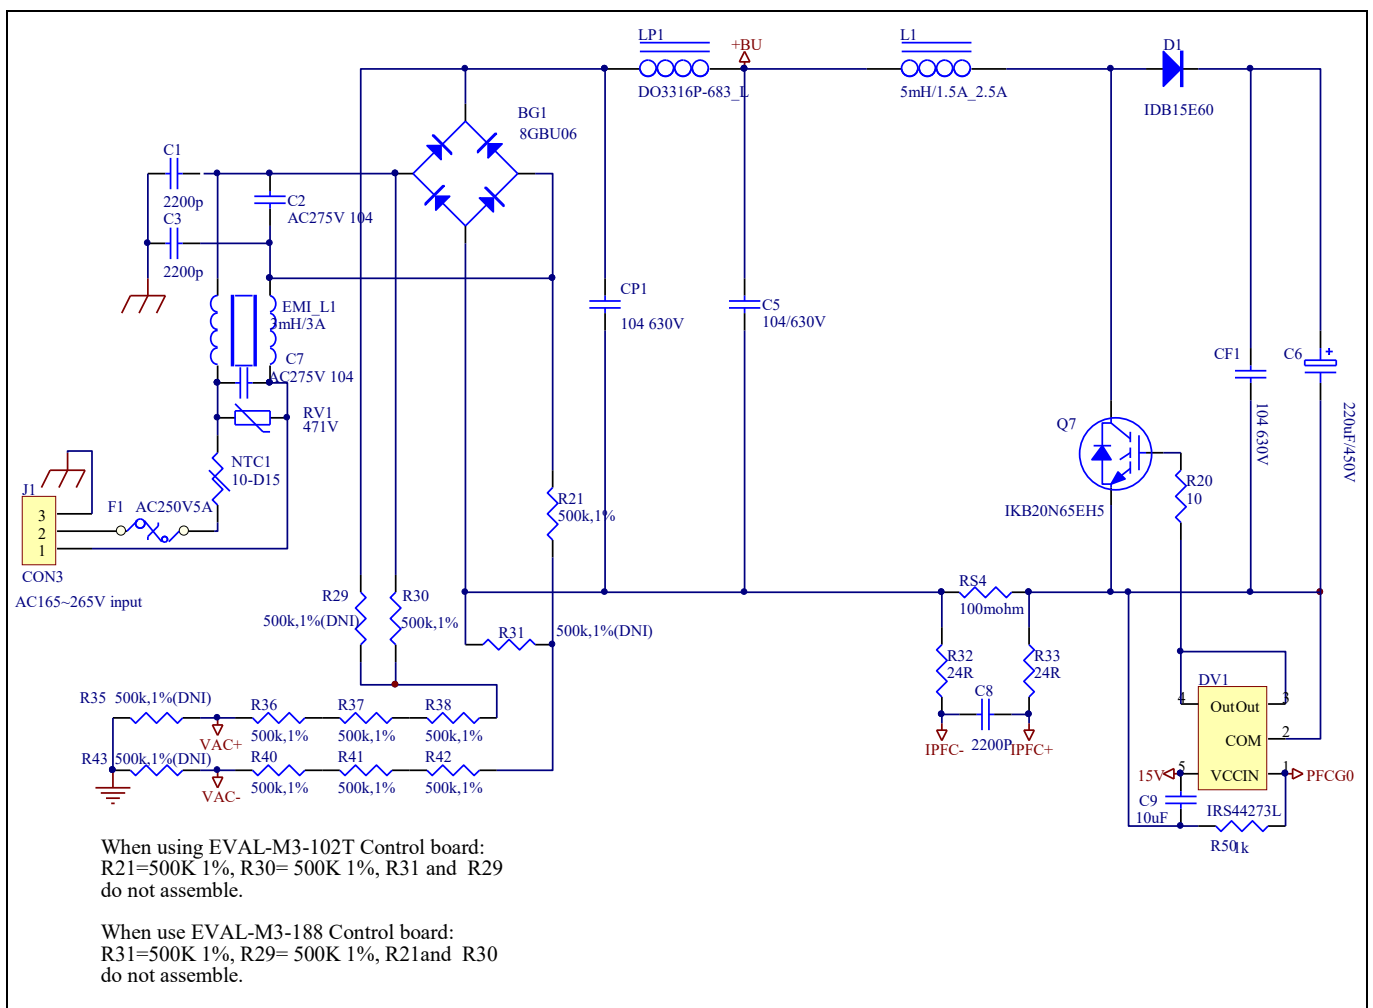 LP1
DO3316P-683_L
+BU
L1
5mH/1.5A_2.5A
D1
IDB15E60
BG1
8GBU06
C1
2200p
C3
2200p
C2
AC275V 104
EMI_L1
3mH/3A
C7
AC275V 104
RV1
471V
NTC1
10-D15
J1
3
2
1
CON3
AC165~265V input
F1 AC250V5A
CP1
104 630V
C5
104/630V
CF1
104 630V
C6
+
220uF/450V
Q7
IKB20N65EH5
R20
10
R21
500k,1%
R29
500k,1%(DNI)
R30
500k,1%
R31
500k,1%(DNI)
RS4
100mohm
R32
24R
R33
24R
C8
2200P
IPFC-
IPFC+
R35 500k,1%(DNI)
R36
500k,1%
R37
500k,1%
R38
500k,1%
VAC+
R43 500k,1%(DNI)
R40
500k,1%
R41
500k,1%
R42
500k,1%
VAC-
DV1
4
OutOut
3
COM
2
15V
5
VCCIN
1
PFCG0
C9
10uF
IRS44273L
R50
1k
When using EVAL-M3-102T Control board:
R21=500K 1%, R30= 500K 1%, R31 and R29
do not assemble.
When use EVAL-M3-188 Control board:
R31=500K 1%, R29= 500K 1%, R21and R30
do not assemble.